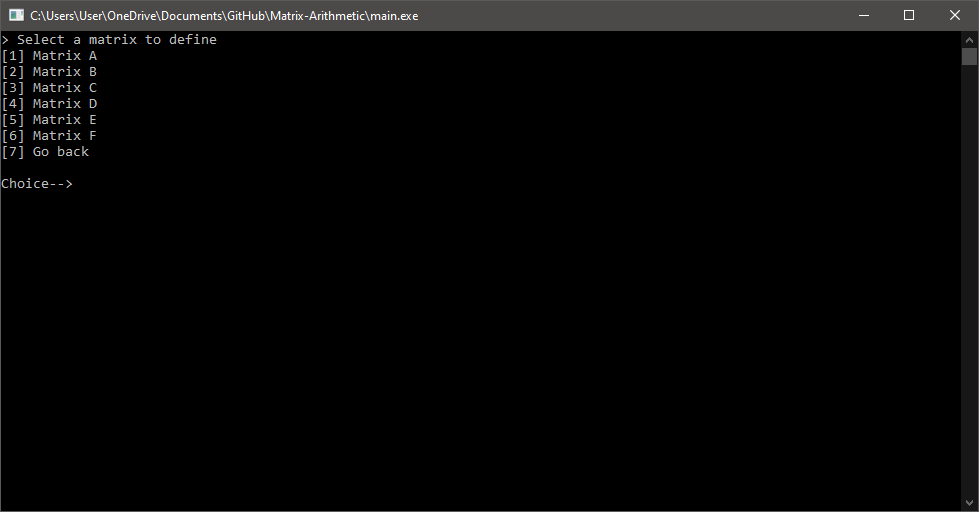 C:\Users\User\OneDrive\Documents\GitHub\Matrix-Arithmetic\main.exe
> Select a matrix to define
[1] Matrix A
[2] Matrix B
[3] Matrix C
[4] Matrix D
[5] Matrix E
[6] Matrix F
[7] Go back
Choice-->